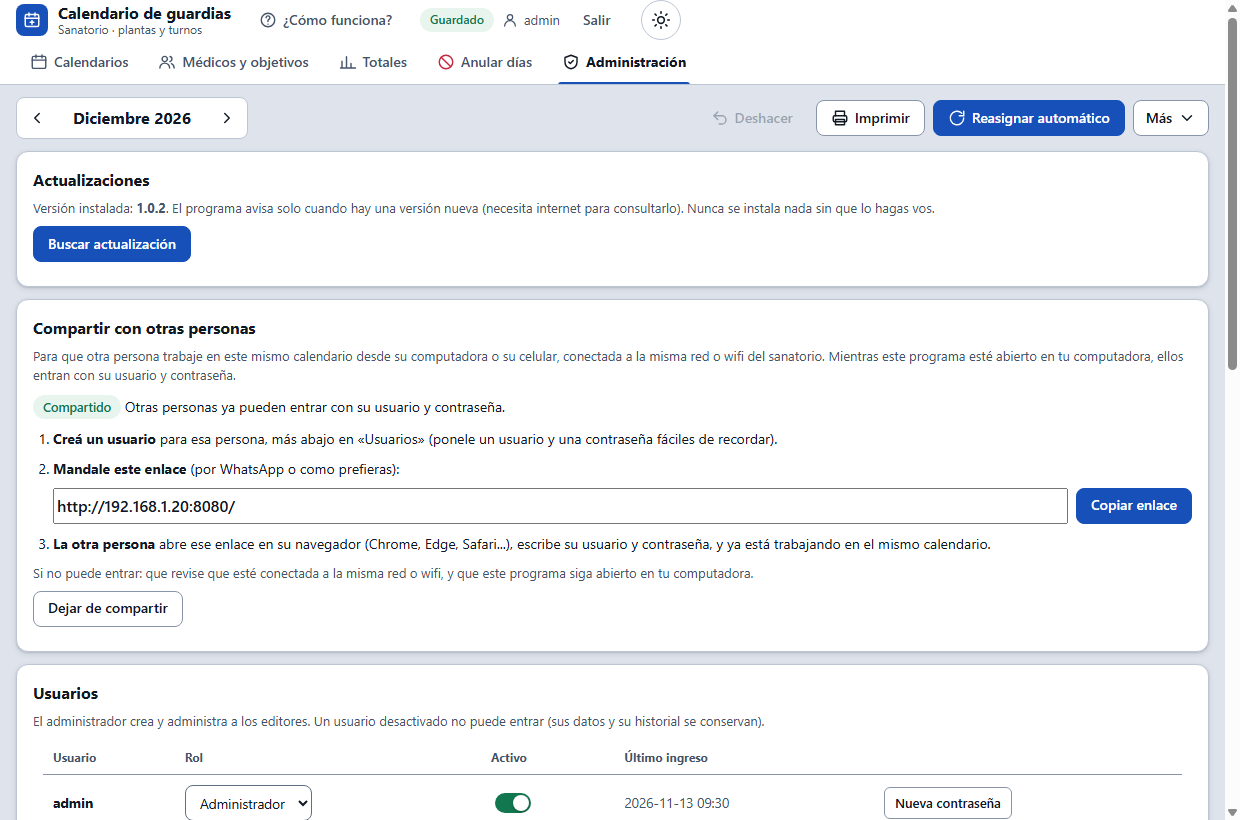 Calendario de guardias
Sanatorio · plantas y turnos
¿Cómo funciona?
Guardado
admin
Salir
Calendarios
Médicos y objetivos
Totales
Anular días
Administración
Diciembre 2026
Deshacer
Imprimir
Reasignar automático
Más
Actualizaciones
Versión instalada: 1.0.2. El programa avisa solo cuando hay una versión nueva (necesita internet para consultarlo). Nunca se instala nada sin que lo hagas vos.
Buscar actualización
Compartir con otras personas
Para que otra persona trabaje en este mismo calendario desde su computadora o su celular, conectada a la misma red o wifi del sanatorio. Mientras este programa esté abierto en tu computadora, ellos
entran con su usuario y contraseña.
Compartido Otras personas ya pueden entrar con su usuario y contraseña.
1. Creá un usuario para esa persona, más abajo en «Usuarios» (ponele un usuario y una contraseña fáciles de recordar).
2. Mandale este enlace (por WhatsApp o como prefieras):
http://192.168.1.20:8080/
Copiar enlace
3. La otra persona abre ese enlace en su navegador (Chrome, Edge, Safari...), escribe su usuario y contraseña, y ya está trabajando en el mismo calendario.
Si no puede entrar: que revise que esté conectada a la misma red o wifi, y que este programa siga abierto en tu computadora.
Dejar de compartir
Usuarios
El administrador crea y administra a los editores. Un usuario desactivado no puede entrar (sus datos y su historial se conservan).
Usuario Rol Activo Último ingreso
admin Administrador 2026-11-13 09:30 Nueva contraseña